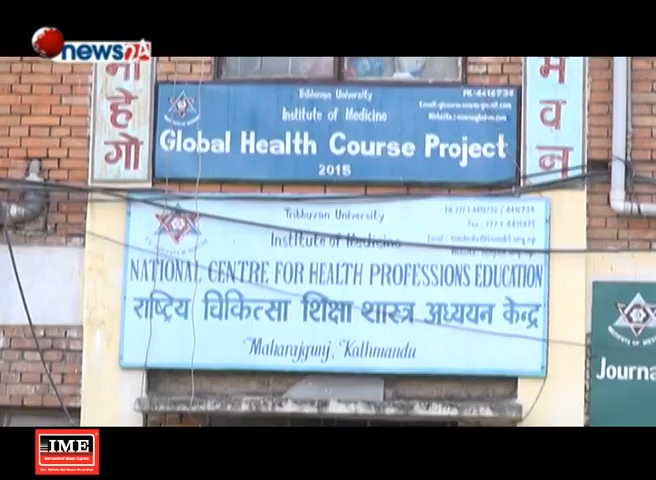 news24
नी
हे
गो
भ
व
न
Tribhuvan University
Institute of Medicine
Global Health Course Project
2015
Tribhuvan University
Institute of Medicine
NATIONAL CENTRE FOR HEALTH PROFESSIONS EDUCATION
राष्ट्रिय चिकित्सा शिक्षा शास्त्र अध्ययन केन्द्र
Maharajgunj, Kathmandu
Journa
IME